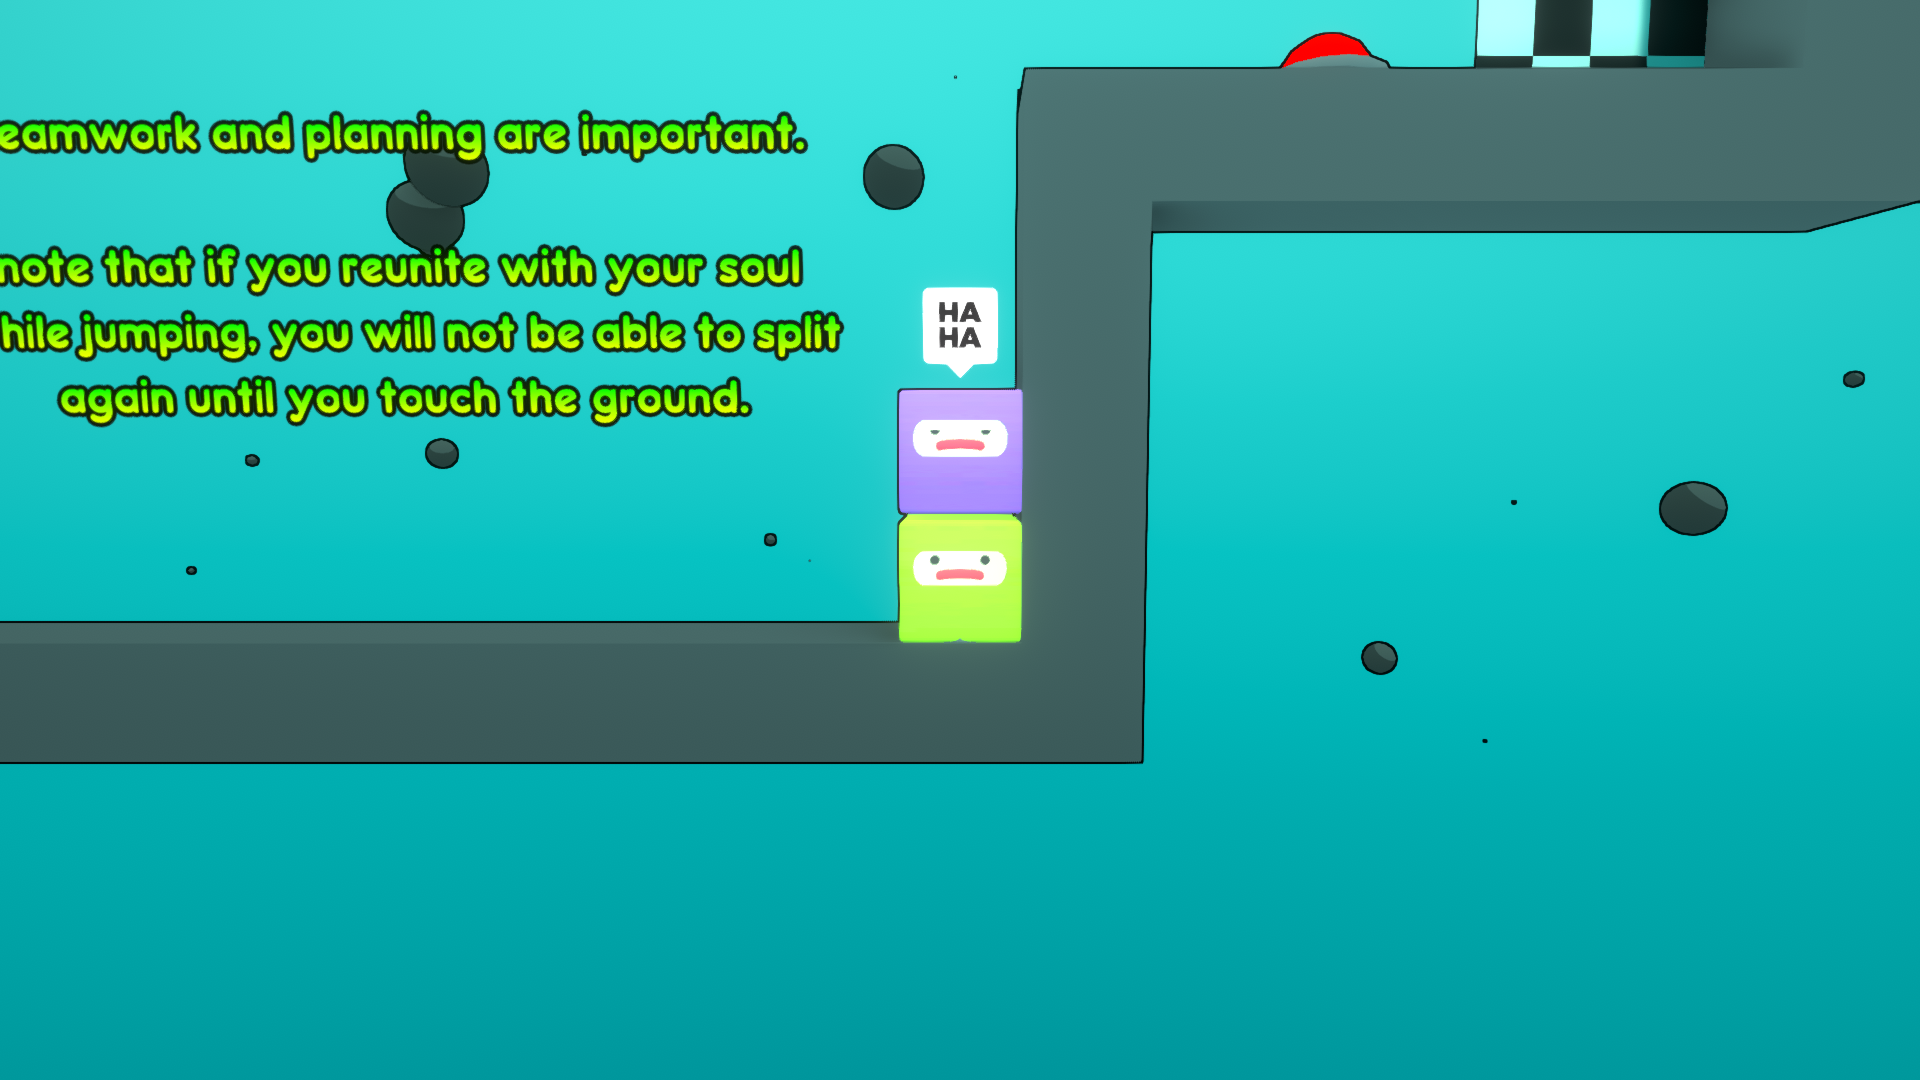 eamwork and planning are important.
note that if you reunite with your soul
hile jumping, you will not be able to split
again until you touch the ground.
HA
HA